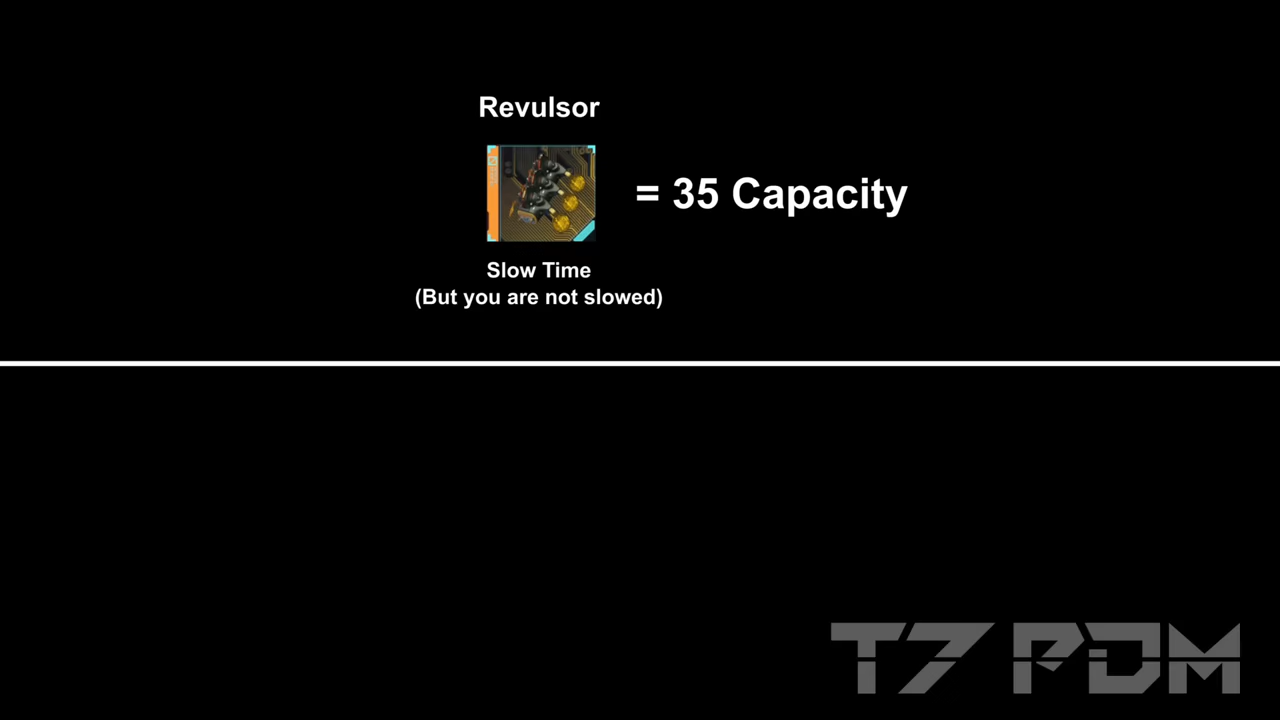 Revulsor
= 35 Capacity
Slow Time
(But you are not slowed)
T7 PDM